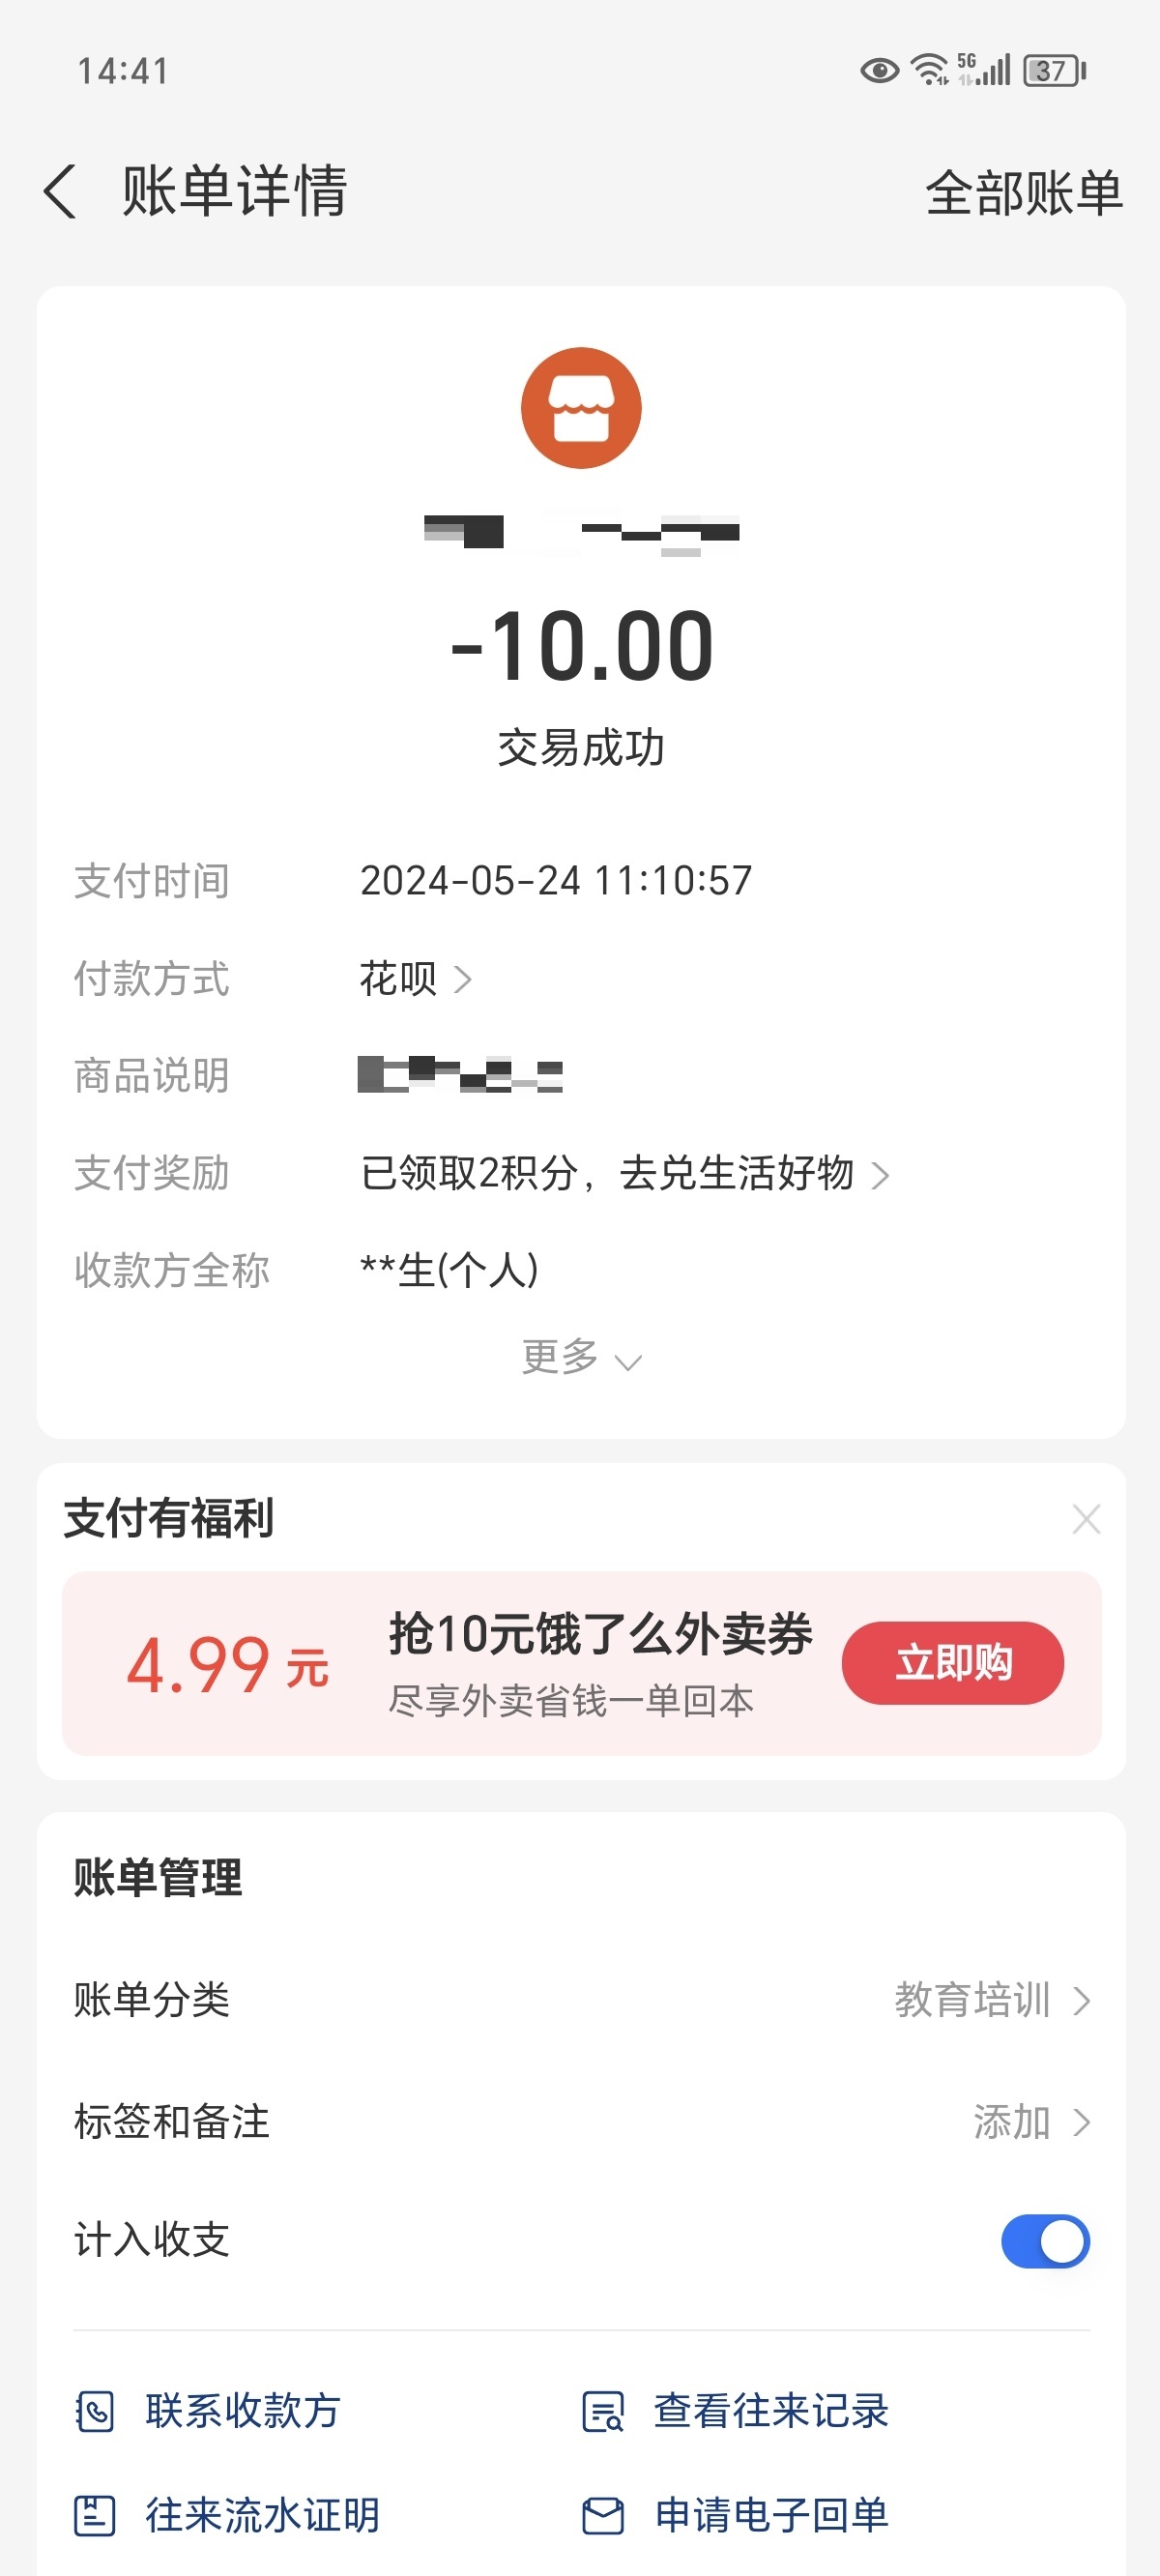 14:41
5G
37
账单详情
全部账单
-10.00
交易成功
支付时间 2024-05-24 11:10:57
付款方式 花呗
商品说明
支付奖励 已领取2积分，去兑生活好物
收款方全称 **生(个人)
更多
支付有福利
4.99元 抢10元饿了么外卖券
尽享外卖省钱一单回本
立即购
账单管理
账单分类 教育培训
标签和备注 添加
计入收支
联系收款方 查看往来记录
往来流水证明 申请电子回单